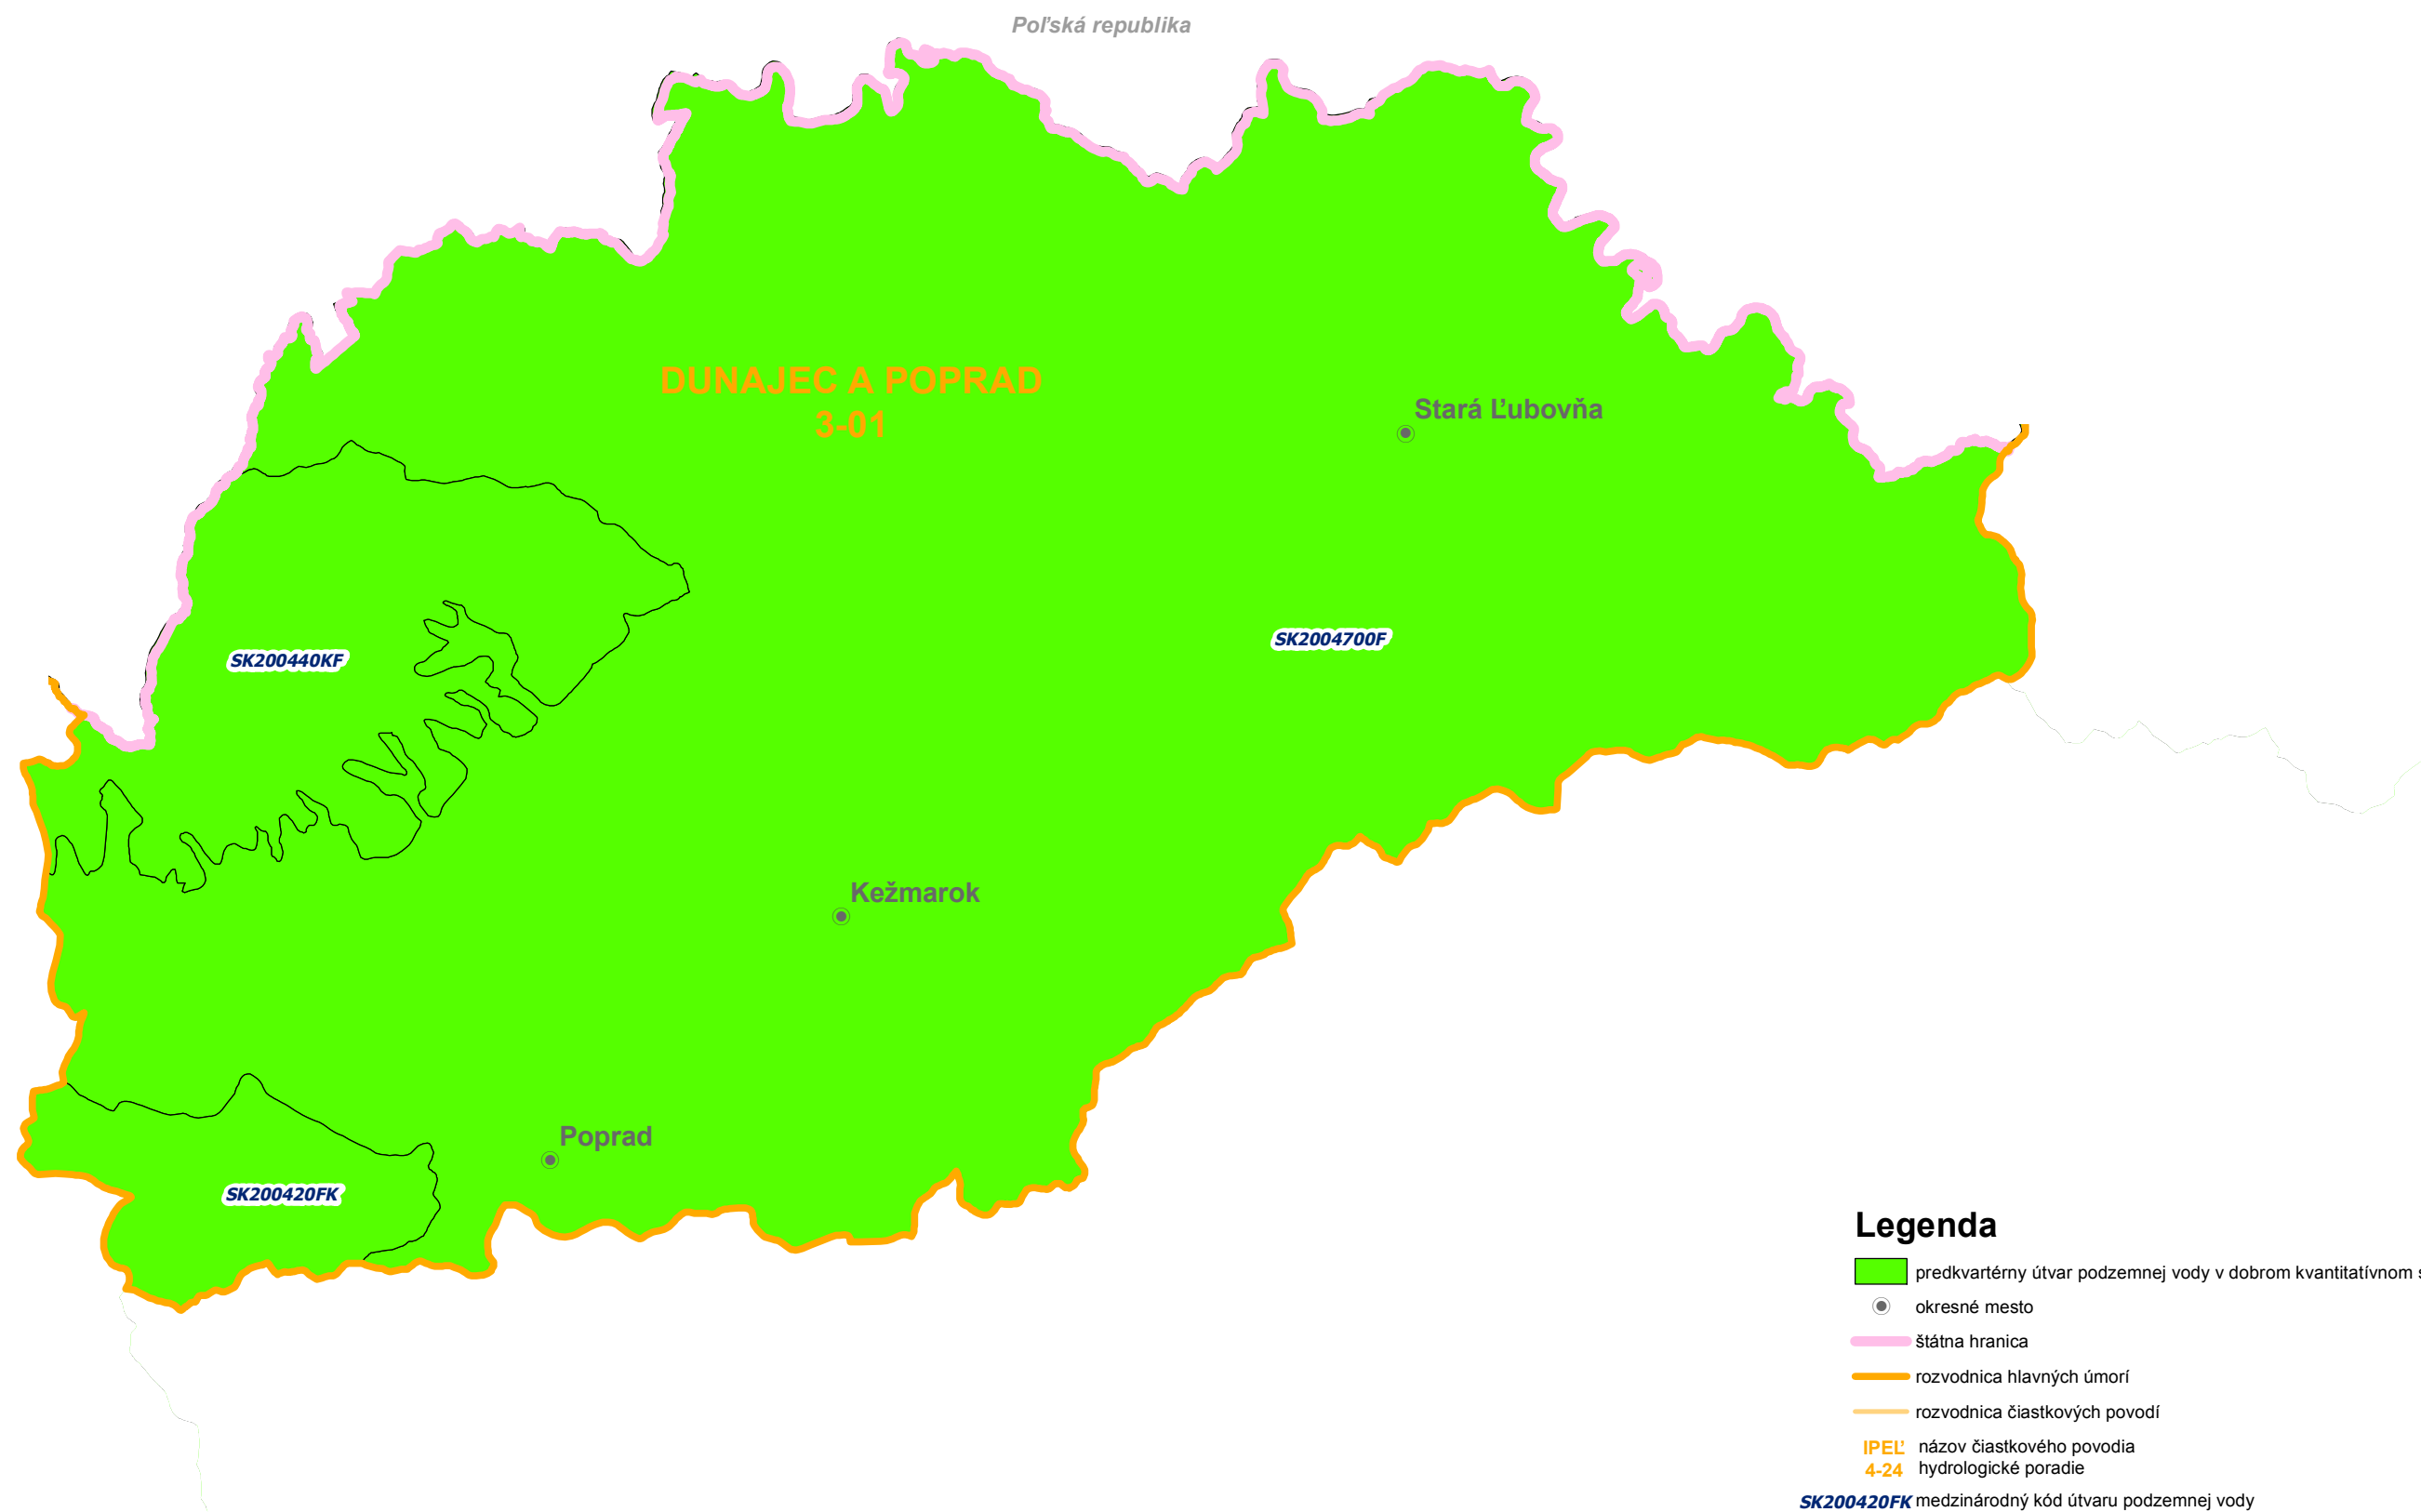 Poľská republika
DUNAJEC A POPRAD
3-01
Stará Ľubovňa
SK2004700F
SK200440KF
Kežmarok
Poprad
SK200420FK
Legenda
predkvartérny útvar podzemnej vody v dobrom kvantitatívnom
okresné mesto
štátna hranica
rozvodnica hlavných úmorí
rozvodnica čiastkových povodí
IPEĽ názov čiastkového povodia
4-24 hydrologické poradie
SK200420FK medzinárodný kód útvaru podzemnej vody